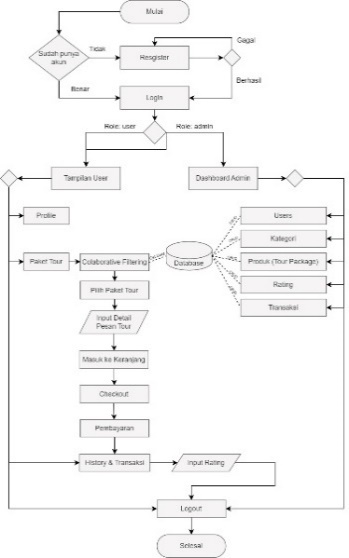 Mulai
Sudah punya
akun
Tidak
Resgister
Gagal
Berhasil
Benar
Login
Role: user
Role: admin
Tampilan User
Dashboard Admin
Profile
Users
Paket Tour
Colaborative Filtering
Database
Kategori
Produk (Tour Package)
Pilih Paket Tour
Rating
Input Detail
Pesan Tour
Transaksi
Masuk ke Keranjang
Checkout
Pembayaran
History & Transaksi
Input Rating
Logout
Selesai